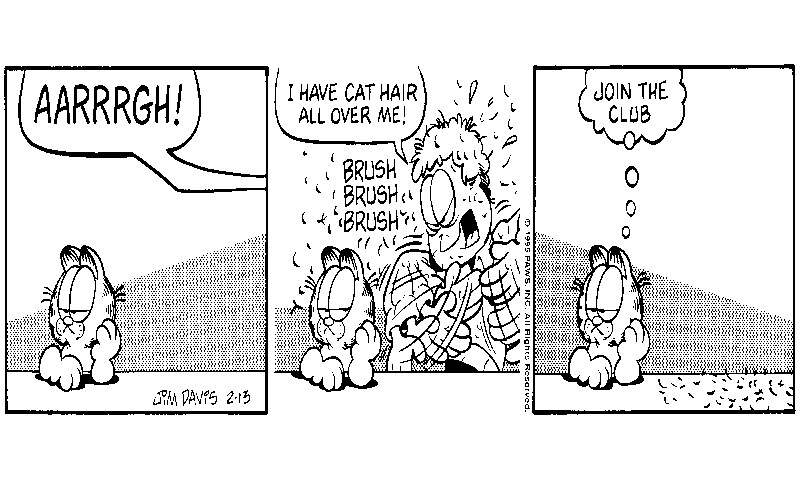 AARRRGH!
JIM DAVIS 2-13
I HAVE CAT HAIR
ALL OVER ME!
BRUSH
BRUSH
BRUSH
© 1995 PAWS, INC. All Rights Reserved.
JOIN THE
CLUB